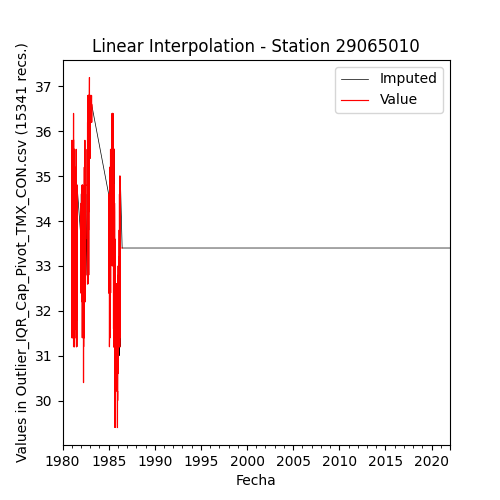 Linear Interpolation - Station 29065010
Values in Outlier_IQR_Cap_Pivot_TMX_CON.csv (15341 recs.)
Imputed
Value
37
36
35
34
33
32
31
30
1980 1985 1990 1995 2000 2005 2010 2015 2020
Fecha